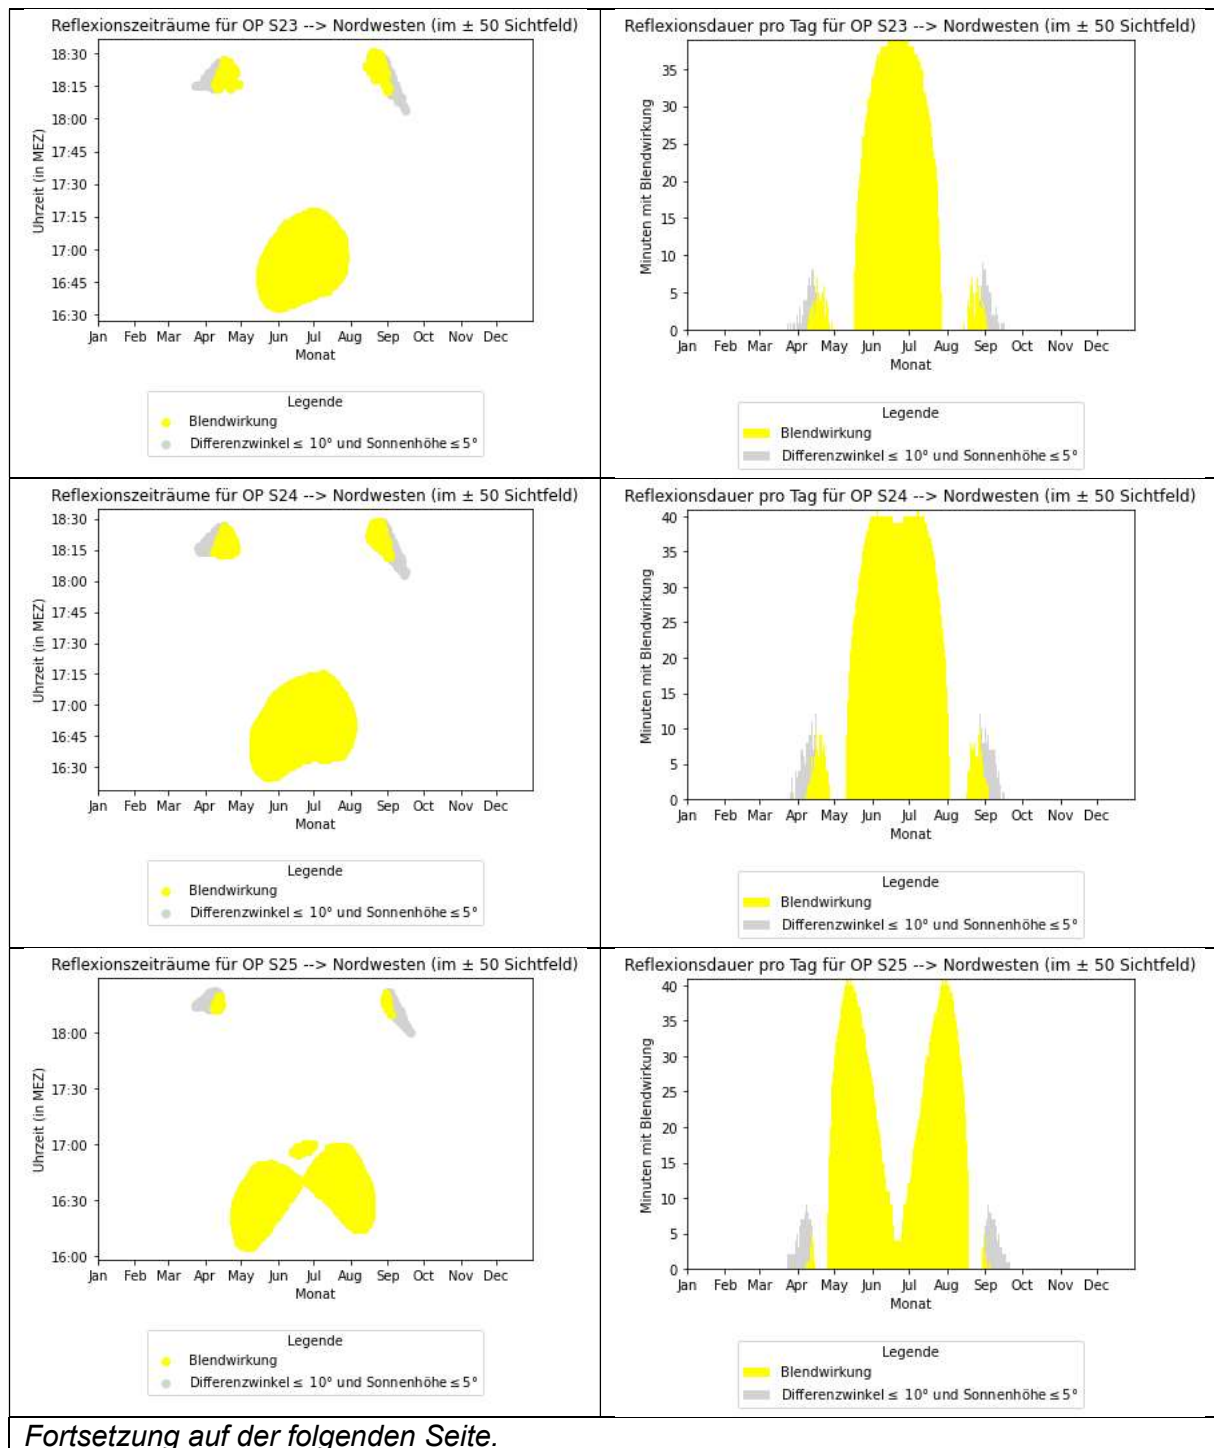 Reflexionszeiträume für OP S23 --> Nordwesten (im ± 50 Sichtfeld)
18:30
18:15
18:00
17:45
17:30
17:15
17:00
16:45
16:30
Uhrzeit (in MEZ)
Jan Feb Mar Apr May Jun Jul Aug Sep Oct Nov Dec
Monat
Legende
Blendwirkung
Differenzwinkel ≤ 10° und Sonnenhöhe ≤ 5°
Reflexionsdauer pro Tag für OP S23 --> Nordwesten (im ± 50 Sichtfeld)
35
30
25
20
15
10
5
0
Minuten mit Blendwirkung
Jan Feb Mar Apr May Jun Jul Aug Sep Oct Nov Dec
Monat
Legende
Blendwirkung
Differenzwinkel ≤ 10° und Sonnenhöhe ≤ 5°
Reflexionszeiträume für OP S24 --> Nordwesten (im ± 50 Sichtfeld)
18:30
18:15
18:00
17:45
17:30
17:15
17:00
16:45
16:30
Uhrzeit (in MEZ)
Jan Feb Mar Apr May Jun Jul Aug Sep Oct Nov Dec
Monat
Legende
Blendwirkung
Differenzwinkel ≤ 10° und Sonnenhöhe ≤ 5°
Reflexionsdauer pro Tag für OP S24 --> Nordwesten (im ± 50 Sichtfeld)
40
35
30
25
20
15
10
5
0
Minuten mit Blendwirkung
Jan Feb Mar Apr May Jun Jul Aug Sep Oct Nov Dec
Monat
Legende
Blendwirkung
Differenzwinkel ≤ 10° und Sonnenhöhe ≤ 5°
Reflexionszeiträume für OP S25 --> Nordwesten (im ± 50 Sichtfeld)
18:00
17:30
17:00
16:30
16:00
Uhrzeit (in MEZ)
Jan Feb Mar Apr May Jun Jul Aug Sep Oct Nov Dec
Monat
Legende
Blendwirkung
Differenzwinkel ≤ 10° und Sonnenhöhe ≤ 5°
Reflexionsdauer pro Tag für OP S25 --> Nordwesten (im ± 50 Sichtfeld)
40
35
30
25
20
15
10
5
0
Minuten mit Blendwirkung
Jan Feb Mar Apr May Jun Jul Aug Sep Oct Nov Dec
Monat
Legende
Blendwirkung
Differenzwinkel ≤ 10° und Sonnenhöhe ≤ 5°
Fortsetzung auf der folgenden Seite.